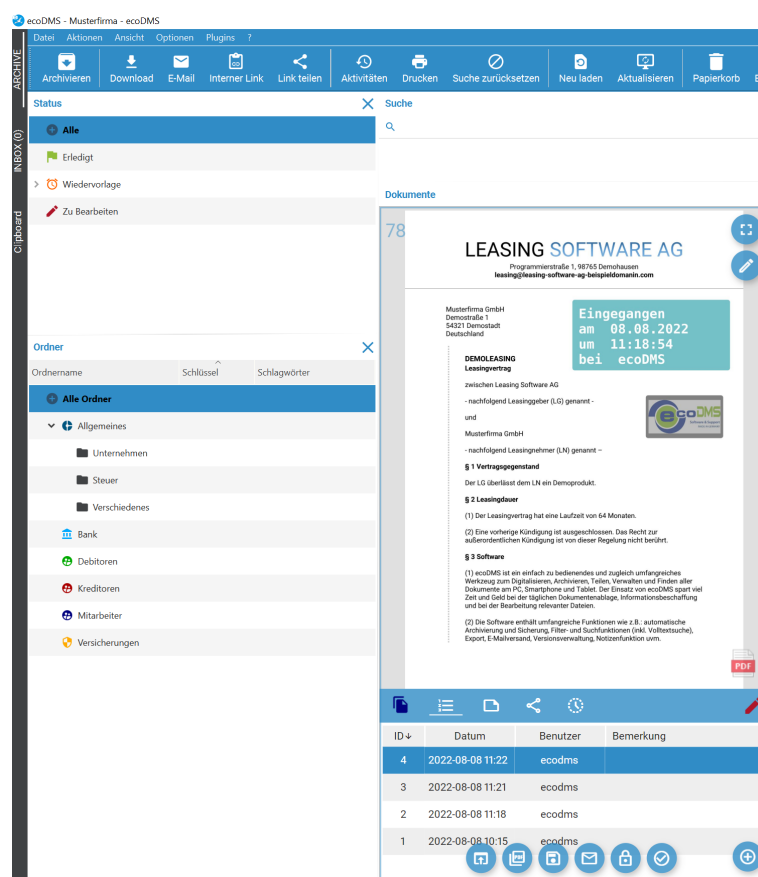 ecoDMS - Musterfirma - ecoDMS
Datei Aktionen Ansicht Optionen Plugins ?
Archivieren Download E-Mail Interner Link Link teilen Aktivitäten Drucken Suche zurücksetzen Neu laden Aktualisieren Papierkorb
ARCHIVE
INBOX (0)
Clipboard
Status
Alle
Erledigt
Wiedervorlage
Zu Bearbeiten
Ordner
Ordnername Schlüssel Schlagwörter
Alle Ordner
Allgemeines
Unternehmen
Steuer
Verschiedenes
Bank
Debitoren
Kreditoren
Mitarbeiter
Versicherungen
Suche
Dokumente
78
LEASING SOFTWARE AG
Programmierstraße 1, 98765 Demohausen
leasing@leasing-software-ag-beispieldomanin.com
Musterfirma GmbH
Demostraße 1
54321 Demostadt
Deutschland
Eingegangen
am 08.08.2022
um 11:18:54
bei ecoDMS
DEMOLEASING
Leasingvertrag
zwischen Leasing Software AG
- nachfolgend Leasinggeber (LG) genannt -
und
Musterfirma GmbH
- nachfolgend Leasingnehmer (LN) genannt –
ecoDMS
§ 1 Vertragsgegenstand
Der LG überlässt dem LN ein Demoprodukt.
§ 2 Leasingdauer
(1) Der Leasingvertrag hat eine Laufzeit von 64 Monaten.
(2) Eine vorherige Kündigung ist ausgeschlossen. Das Recht zur
außerordentlichen Kündigung ist von dieser Regelung nicht berührt.
§ 3 Software
(1) ecoDMS ist ein einfach zu bedienendes und zugleich umfangreiches
Werkzeug zum Digitalisieren, Archivieren, Teilen, Verwalten und Finden aller
Dokumente am PC, Smartphone und Tablet. Der Einsatz von ecoDMS spart viel
Zeit und Geld bei der täglichen Dokumentenablage, Informationsbeschaffung
und bei der Bearbeitung relevanter Dateien.
(2) Die Software enthält umfangreiche Funktionen wie z.B.: automatische
Archivierung und Sicherung, Filter- und Suchfunktionen (inkl. Volltextsuche),
Export, E-Mailversand, Versionsverwaltung, Notizenfunktion uvm.
PDF
ID Datum Benutzer Bemerkung
4 2022-08-08 11:22 ecodms
3 2022-08-08 11:21 ecodms
2 2022-08-08 11:18 ecodms
1 2022-08-08 10:15 ecodms